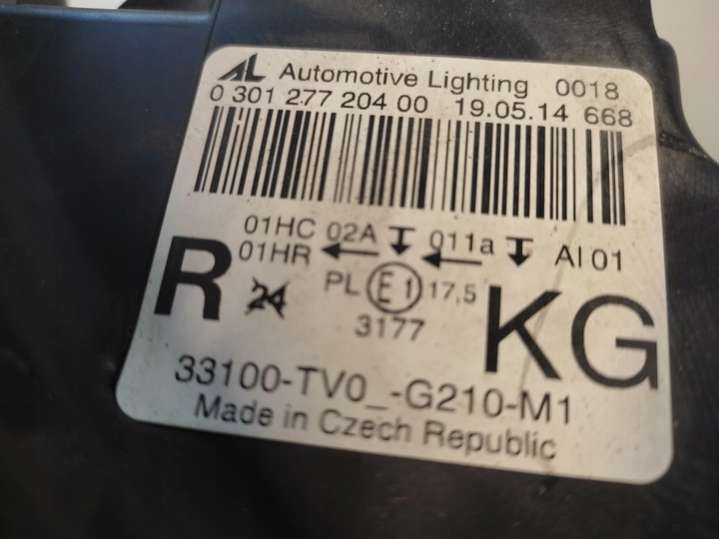 AL Automotive Lighting 0018
0 301 277 204 00 19.05.14 668
01HC 02A 011a AI 01
01HR
R 24 PL E1 17,5 KG
3177
33100-TV0_-G210-M1
Made in Czech Republic